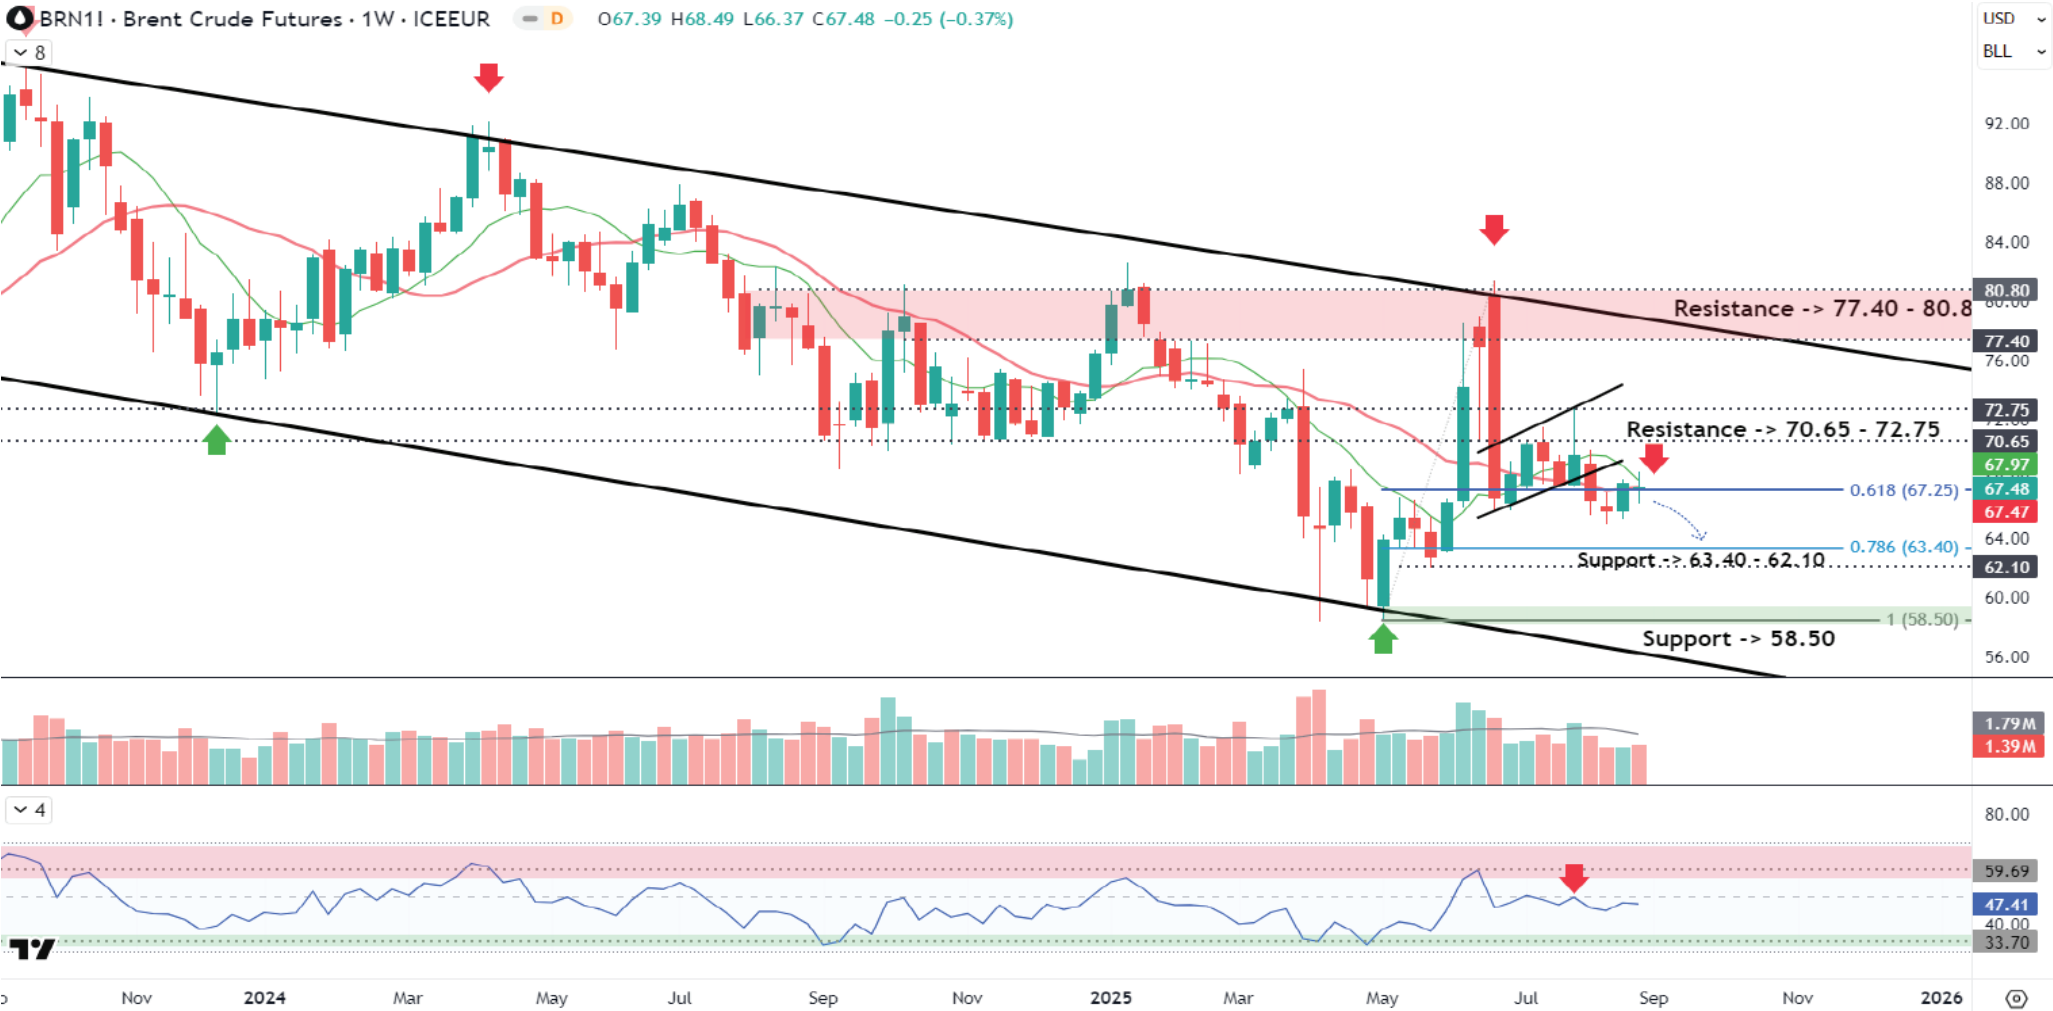 BRN1! · Brent Crude Futures · 1W · ICEEUR D O67.39 H68.49 L66.37 C67.48 −0.25 (−0.37%)
USD
BLL
8
92.00
88.00
84.00
80.80
Resistance -> 77.40 - 80.8
77.40
76.00
72.75
Resistance -> 70.65 - 72.75
70.65
67.97
0.618 (67.25)
67.48
67.47
64.00
0.786 (63.40)
Support -> 63.40 - 62.10
62.10
60.00
1 (58.50)
Support -> 58.50
56.00
1.79M
1.39M
4
80.00
59.69
47.41
40.00
33.70
Nov 2024 Mar May Jul Sep Nov 2025 Mar May Jul Sep Nov 2026